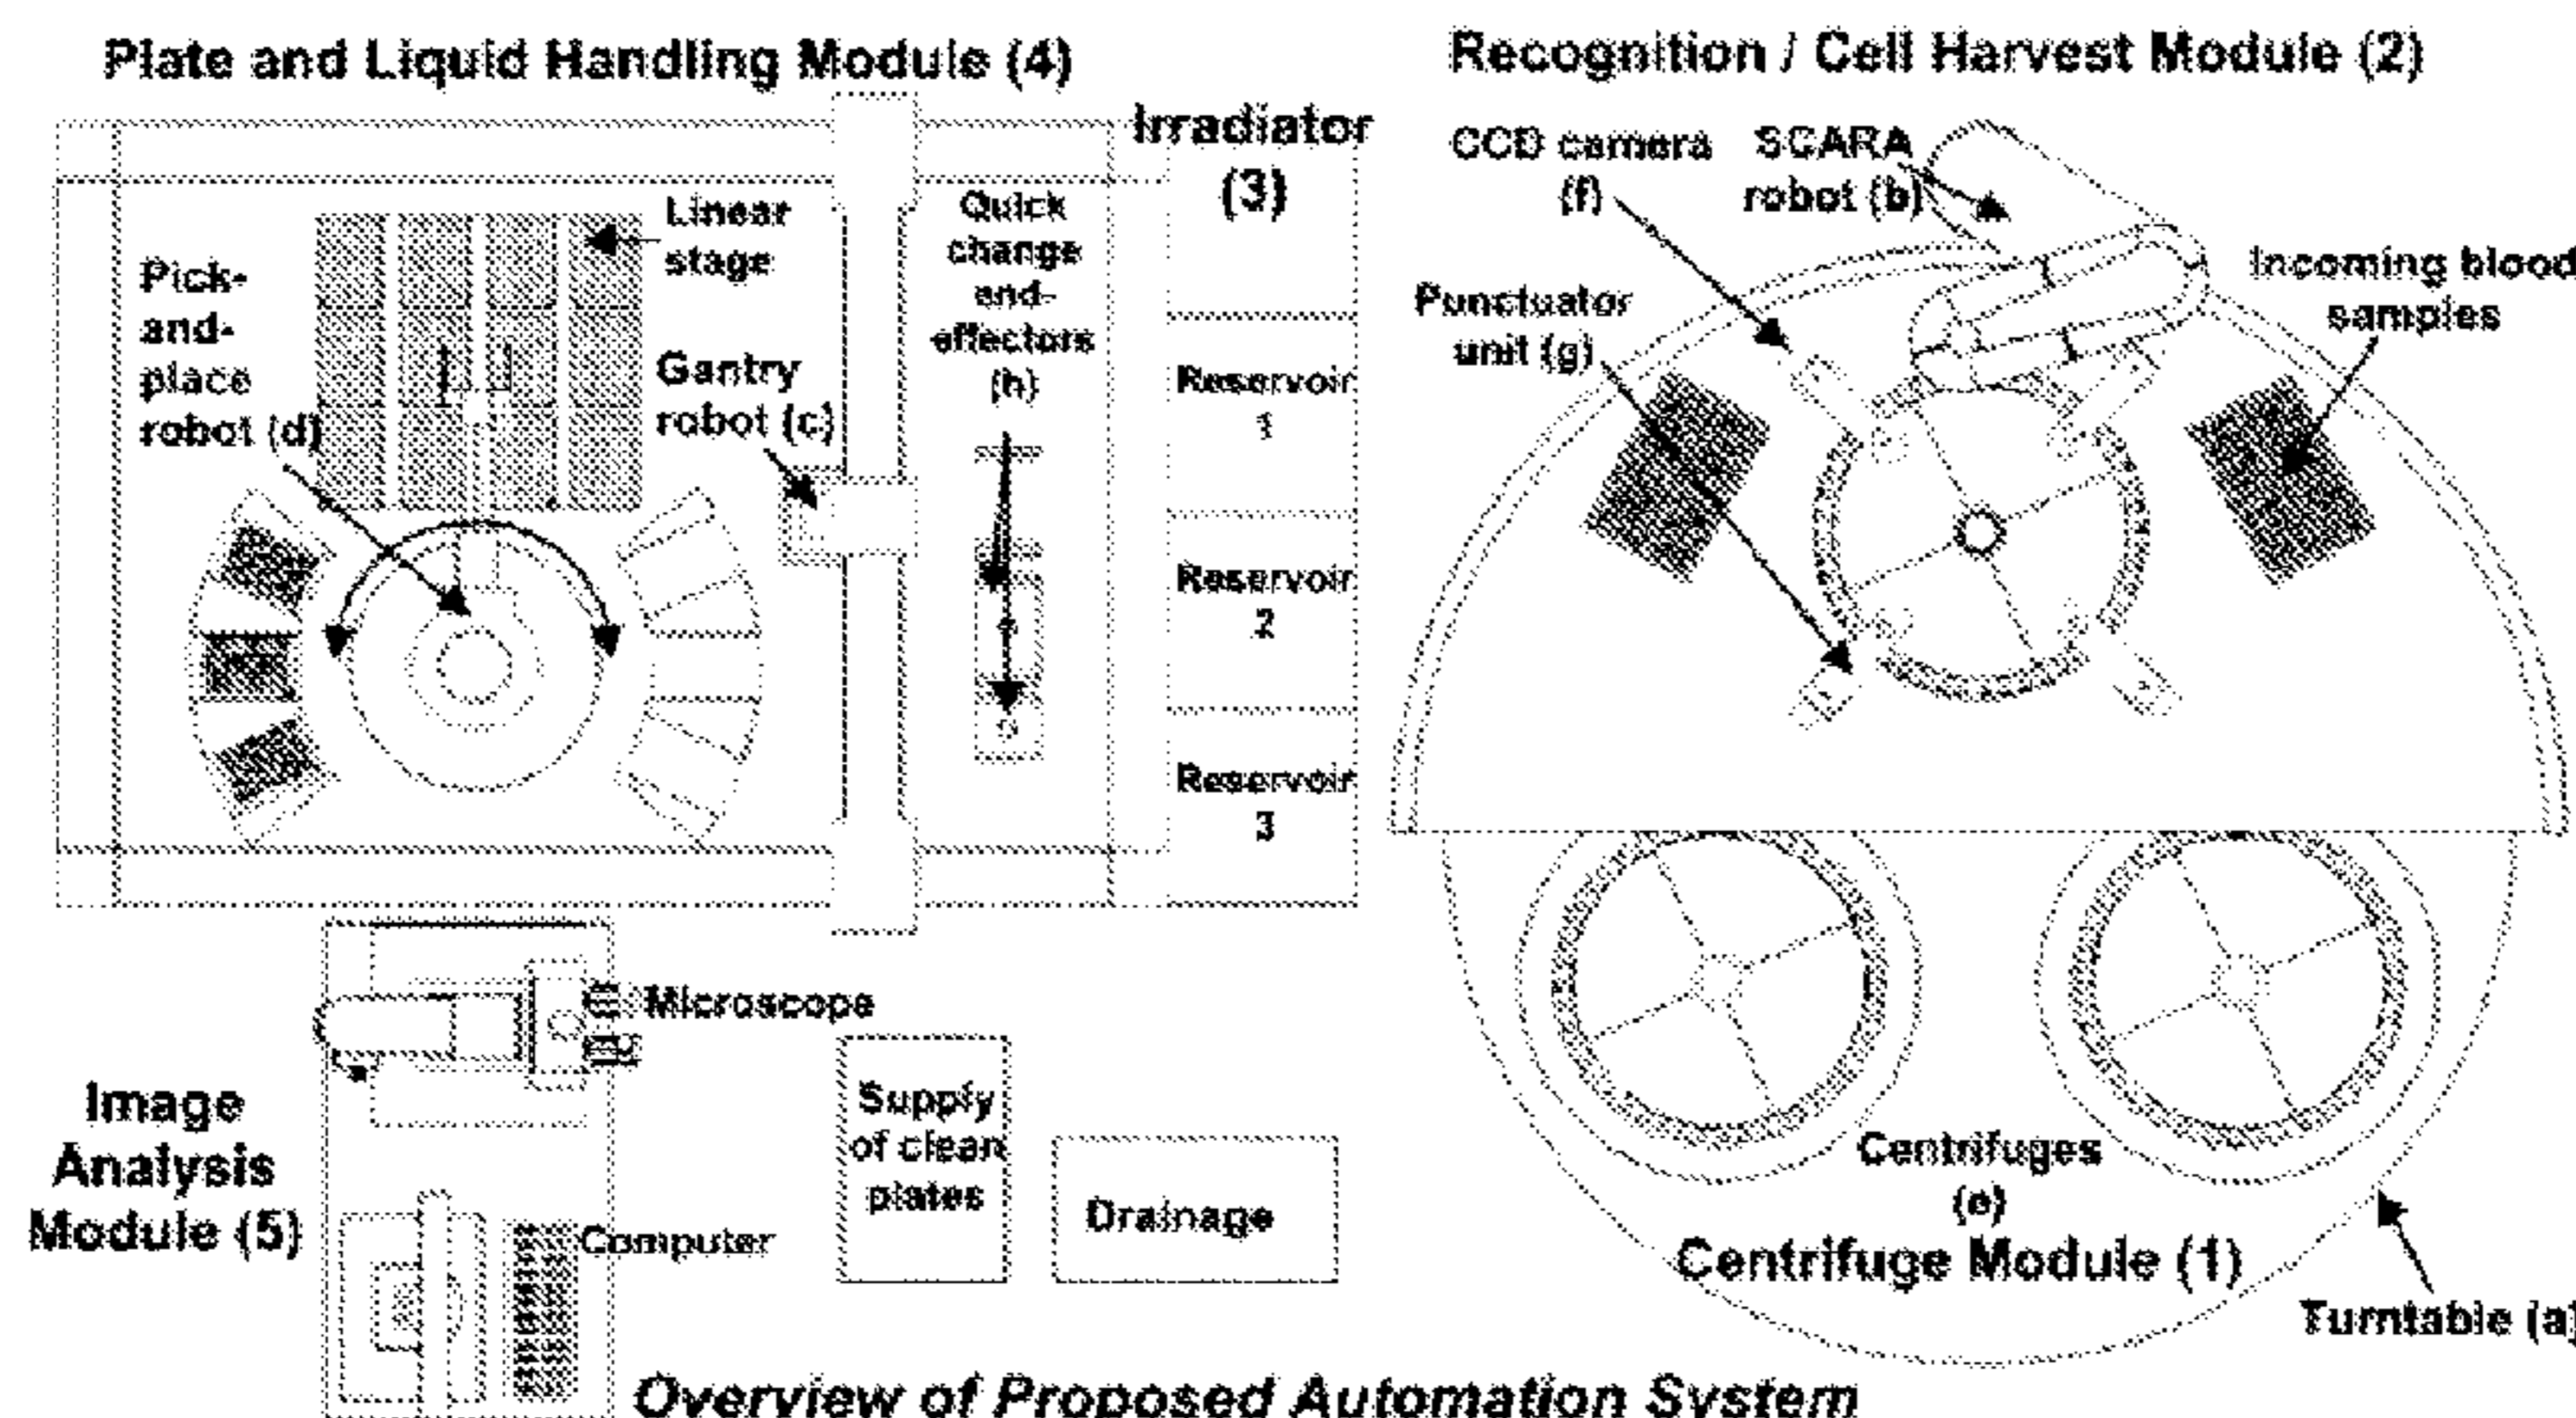 Plate and Liquid Handling Module (4)
Recognition / Cell Harvest Module (2)
Irradiator
(3)
CCD camera
(f)
SCARA
robot (b)
Linear
stage
Quick
change
end-
effectors
(h)
Pick-
and-
place
robot (d)
Gantry
robot (c)
Punctuator
unit (g)
Incoming blood
samples
Reservoir
1
Reservoir
2
Reservoir
3
Microscope
Image
Analysis
Module (5)
Computer
Supply
of clean
plates
Drainage
Centrifuges
(e)
Centrifuge Module (1)
Turntable (a)
Overview of Proposed Automation System